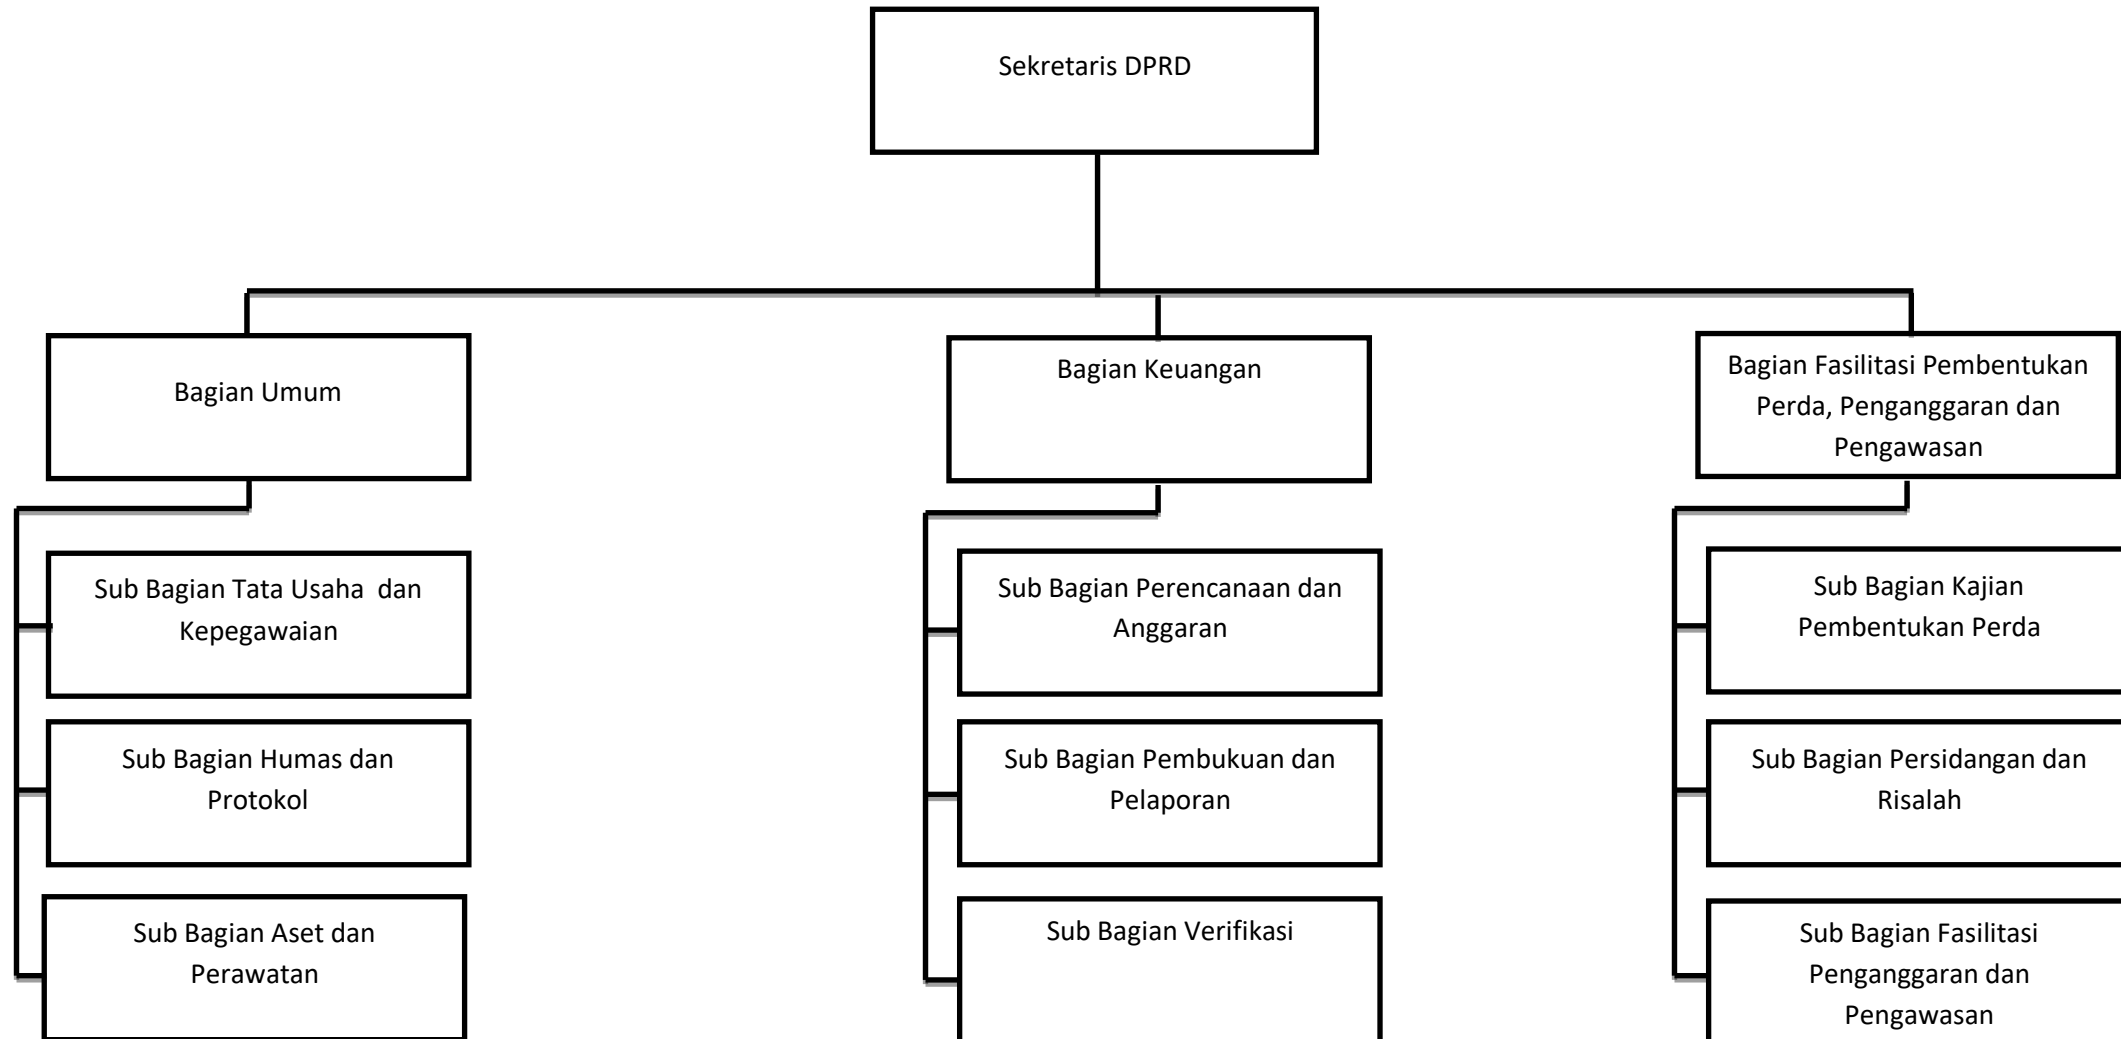 Sekretaris DPRD
Bagian Umum
Bagian Keuangan
Bagian Fasilitasi Pembentukan
Perda, Penganggaran dan
Pengawasan
Sub Bagian Tata Usaha  dan
Kepegawaian
Sub Bagian Humas dan
Protokol
Sub Bagian Aset dan
Perawatan
Sub Bagian Perencanaan dan
Anggaran
Sub Bagian Pembukuan dan
Pelaporan
Sub Bagian Verifikasi
Sub Bagian Kajian
Pembentukan Perda
Sub Bagian Persidangan dan
Risalah
Sub Bagian Fasilitasi
Penganggaran dan
Pengawasan